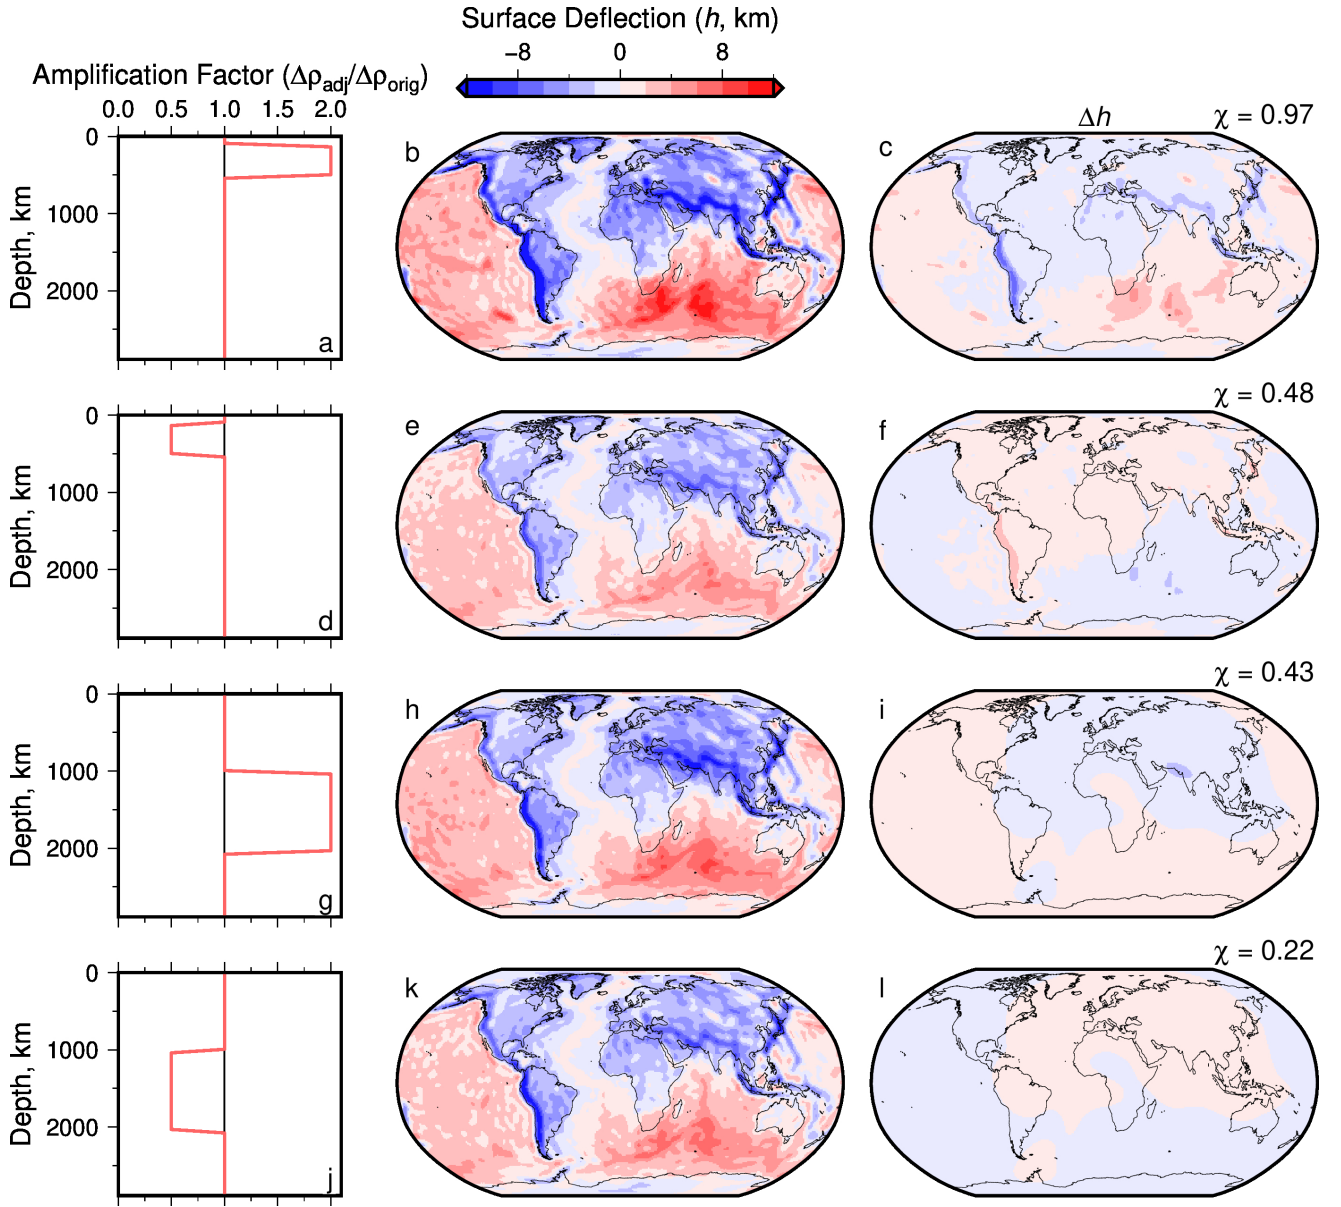 Surface Deflection (h, km)
−8 0 8
Amplification Factor (Δρadj/Δρorig)
0.0 0.5 1.0 1.5 2.0
Δh χ = 0.97
0
1000
2000
Depth, km
a
b
c
χ = 0.48
0
1000
2000
Depth, km
d
e
f
χ = 0.43
0
1000
2000
Depth, km
g
h
i
χ = 0.22
0
1000
2000
Depth, km
j
k
l